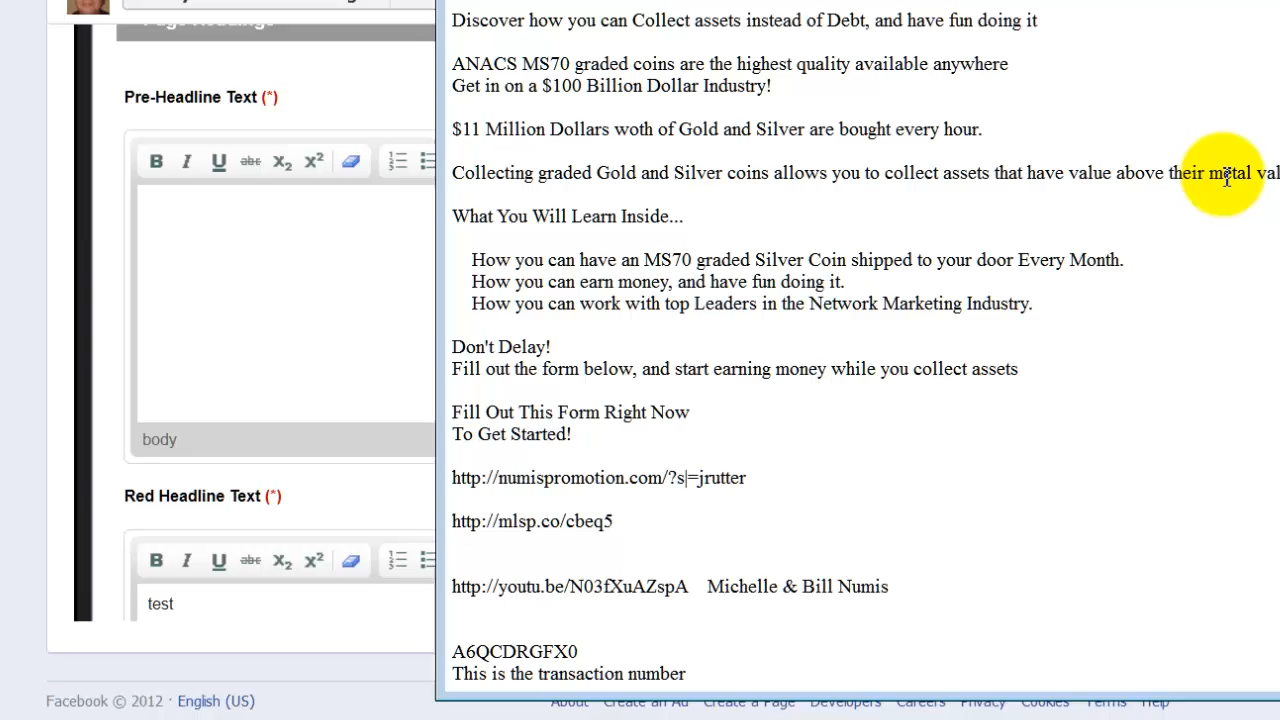 Discover how you can Collect assets instead of Debt, and have fun doing it
ANACS MS70 graded coins are the highest quality available anywhere
Get in on a $100 Billion Dollar Industry!
$11 Million Dollars woth of Gold and Silver are bought every hour.
Collecting graded Gold and Silver coins allows you to collect assets that have value above their metal val
What You Will Learn Inside...
How you can have an MS70 graded Silver Coin shipped to your door Every Month.
How you can earn money, and have fun doing it.
How you can work with top Leaders in the Network Marketing Industry.
Don't Delay!
Fill out the form below, and start earning money while you collect assets
Fill Out This Form Right Now
To Get Started!
http://numispromotion.com/?s=jrutter
http://mlsp.co/cbeq5
http://youtu.be/N03fXuAZspA Michelle & Bill Numis
A6QCDRGFX0
This is the transaction number
Page Headings
Pre-Headline Text (*)
B I U abc X2 X2
body
Red Headline Text (*)
B I U abc X2 X2
test
Facebook © 2012 · English (US)
About Create an Ad Create a Page Developers Careers Privacy Cookies Terms Help